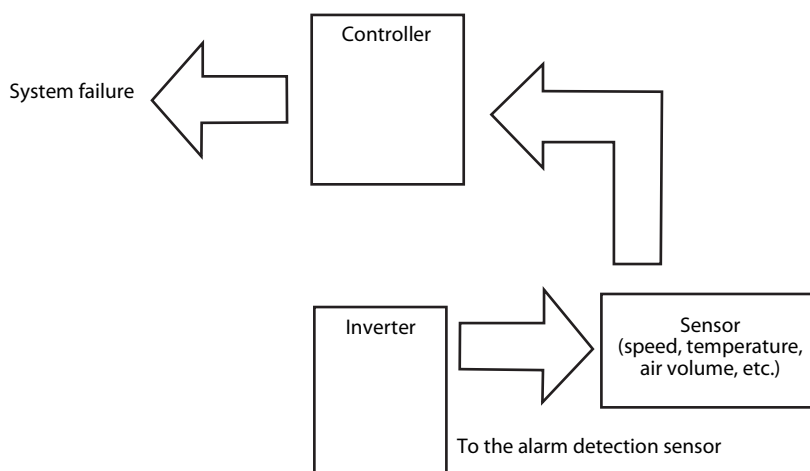 Controller
System failure
Inverter
Sensor
(speed, temperature,
air volume, etc.)
To the alarm detection sensor